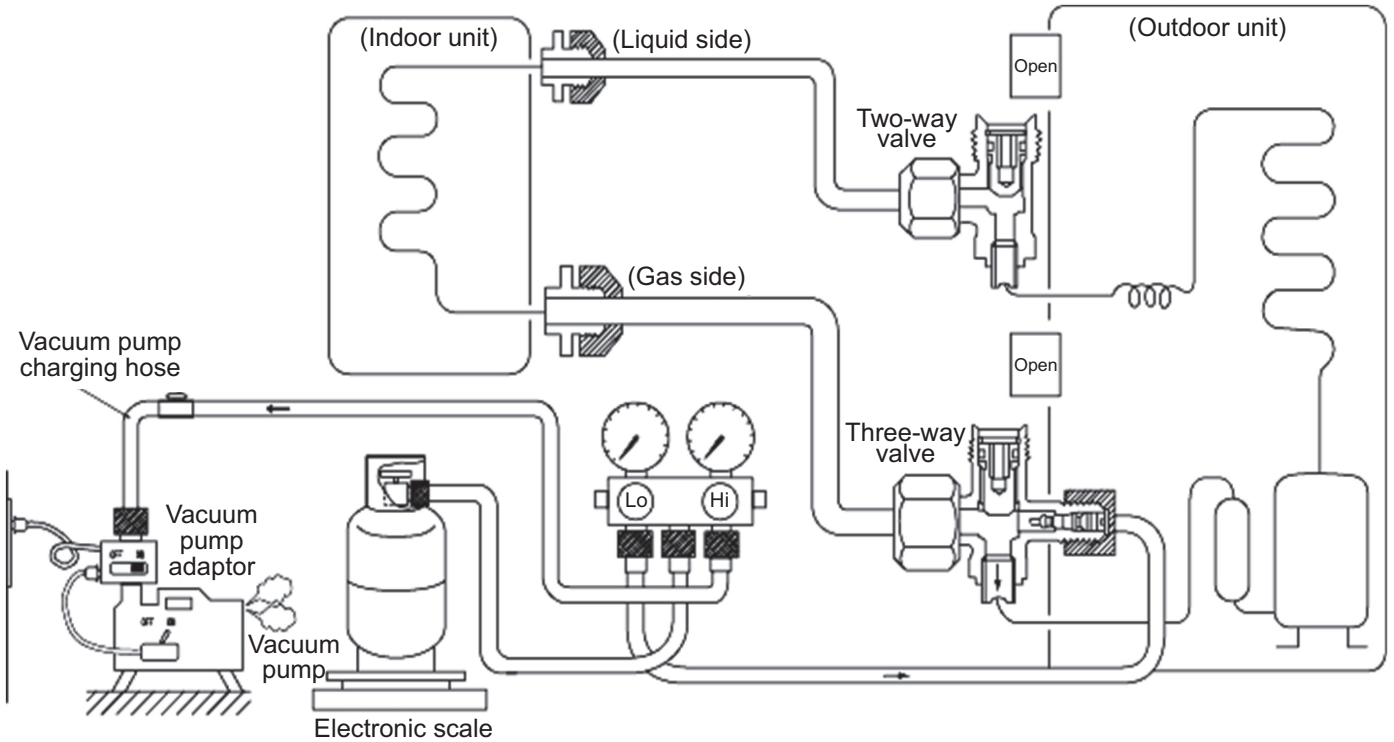 (Indoor unit)
(Liquid side)
Open
(Outdoor unit)
Two-way
valve
(Gas side)
Open
Vacuum pump
charging hose
Three-way
valve
Lo
Hi
Vacuum
pump
adaptor
Vacuum
pump
Electronic scale